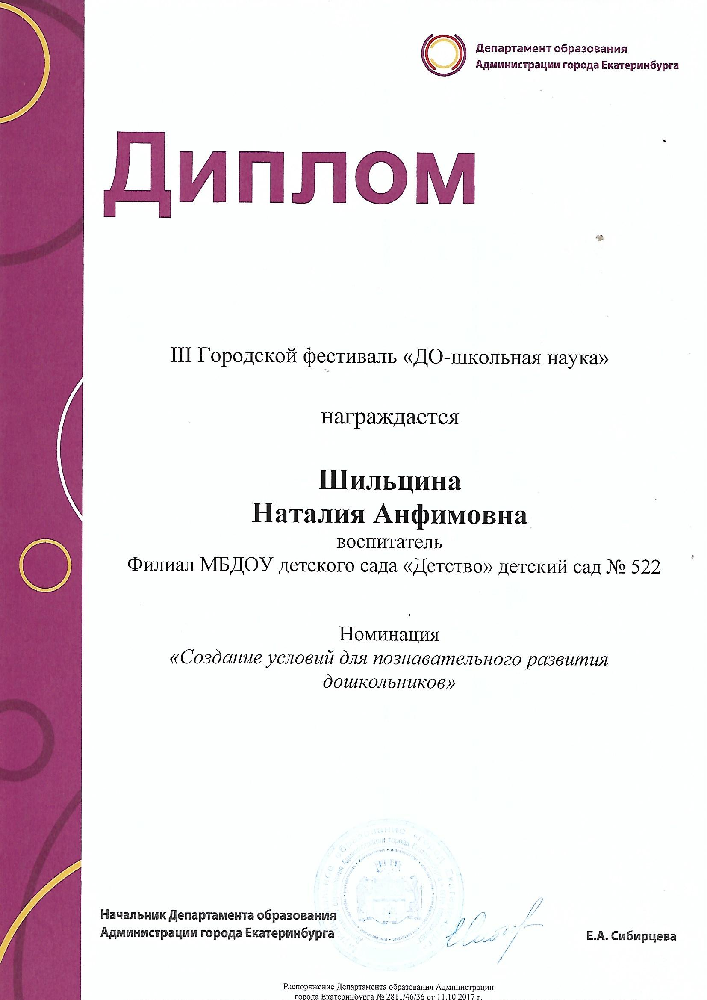 Департамент образования
Администрации города Екатеринбурга
Диплом
III Городской фестиваль «ДО-школьная наука»
награждается
Шильцина
Наталия Анфимовна
воспитатель
Филиал МБДОУ детского сада «Детство» детский сад № 522
Номинация
«Создание условий для познавательного развития
дошкольников»
Начальник Департамента образования
Администрации города Екатеринбурга
Е.А. Сибирцева
Распоряжение Департамента образования Администрации
города Екатеринбурга № 2811/46/36 от 11.10.2017 г.